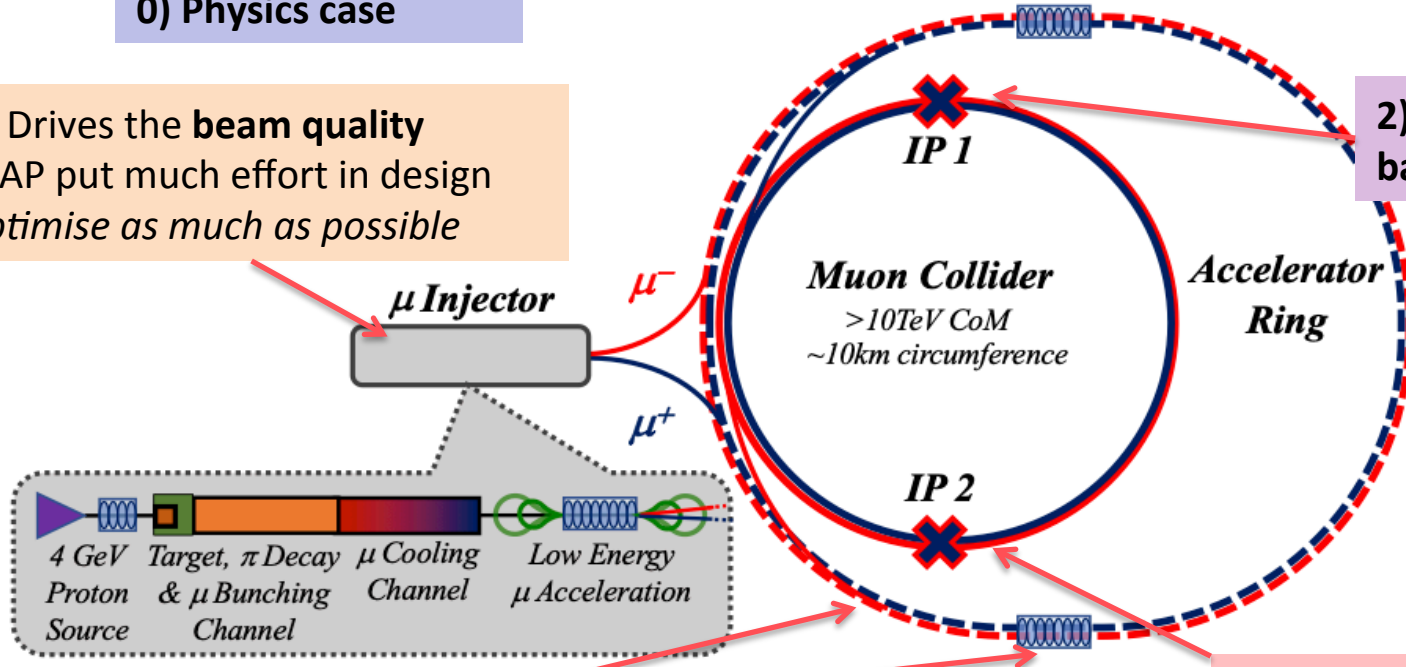 0) Physics case
Drives the beam quality
AP put much effort in design
as much as possible
2)
μ Injector
μ⁻
μ⁺
IP 1
Muon Collider
>10TeV CoM
~10km circumference
IP 2
Accelerator
Ring
4 GeV
Proton
Source
Target, π Decay
& μ Bunching
Channel
μ Cooling
Channel
Low Energy
μ Acceleration